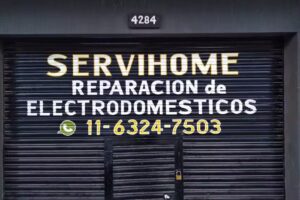 4284
SERVIHOME
REPARACION de
ELECTRODOMESTICOS
11-6324-7503